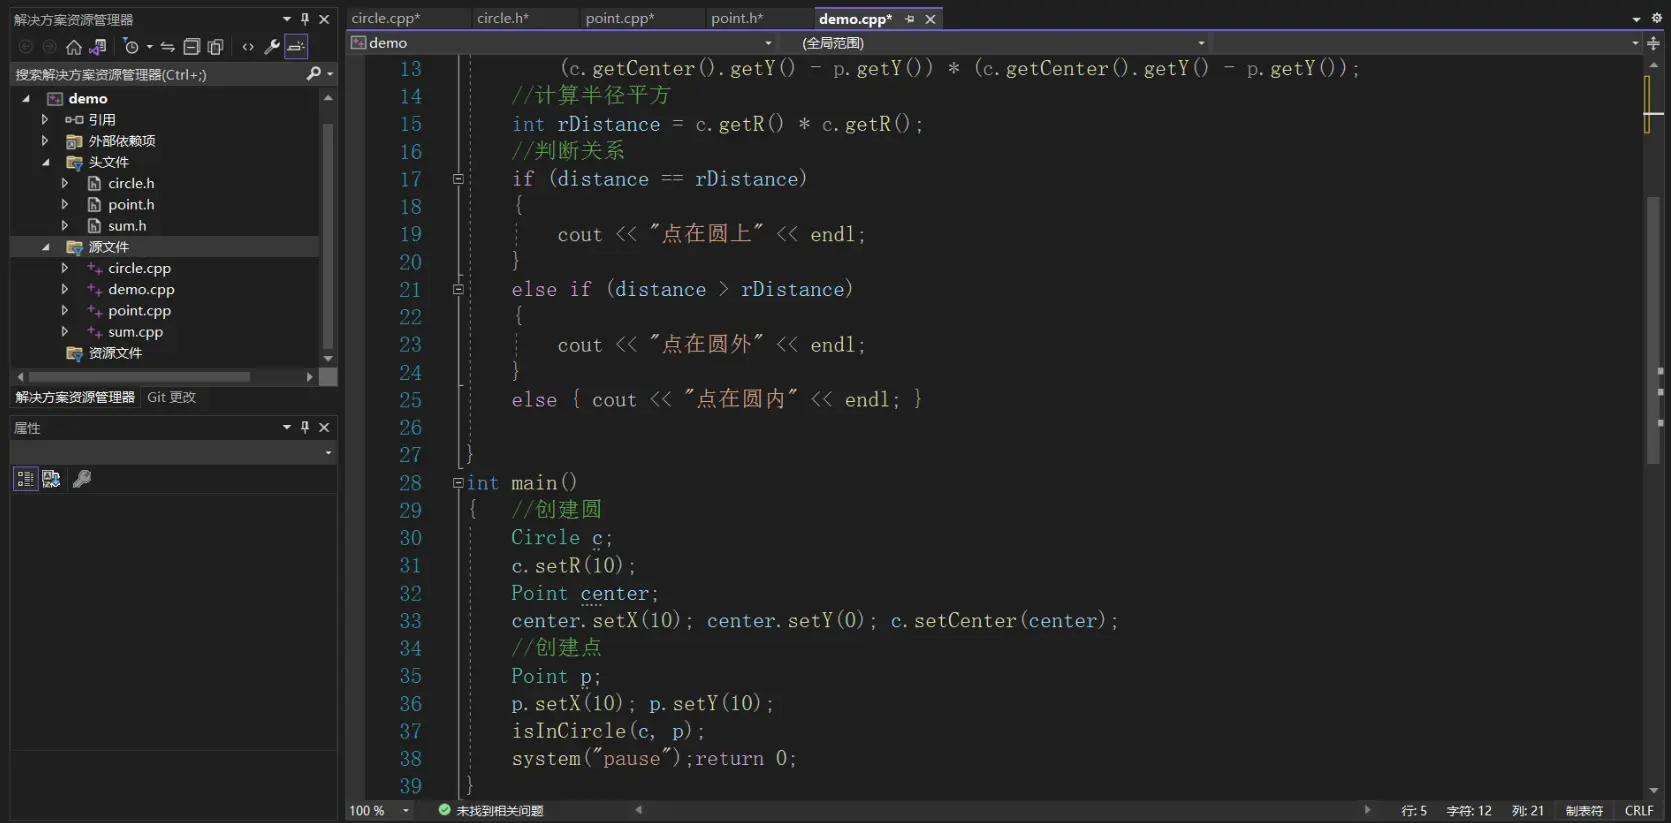 解决方案资源管理器
搜索解决方案资源管理器(Ctrl+;)
demo
引用
外部依赖项
头文件
circle.h
point.h
sum.h
源文件
circle.cpp
demo.cpp
point.cpp
sum.cpp
资源文件
解决方案资源管理器 Git 更改
属性
circle.cpp* circle.h* point.cpp* point.h* demo.cpp*
demo (全局范围)
13 (c.getCenter().getY() - p.getY()) * (c.getCenter().getY() - p.getY());
14 //计算半径平方
15 int rDistance = c.getR() * c.getR();
16 //判断关系
17 if (distance == rDistance)
18 {
19 cout << "点在圆上" << endl;
20 }
21 else if (distance > rDistance)
22 {
23 cout << "点在圆外" << endl;
24 }
25 else { cout << "点在圆内" << endl; }
26
27 }
28 int main()
29 { //创建圆
30 Circle c;
31 c.setR(10);
32 Point center;
33 center.setX(10); center.setY(0); c.setCenter(center);
34 //创建点
35 Point p;
36 p.setX(10); p.setY(10);
37 isInCircle(c, p);
38 system("pause");return 0;
39 }
100 % 未找到相关问题 行: 5 字符: 12 列: 21 制表符 CRLF